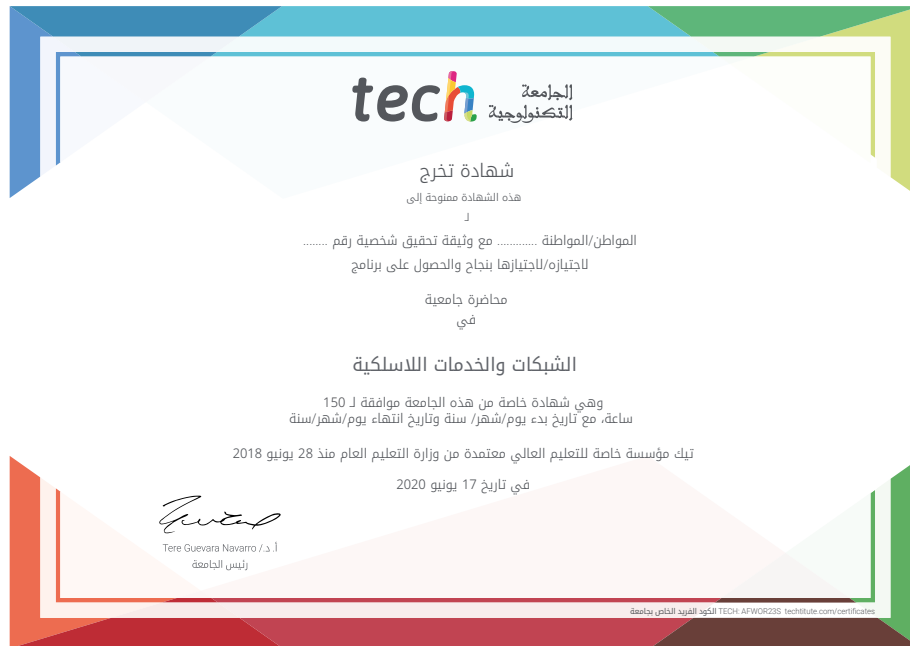 tech
الجامعة
التكنولوجية
شهادة تخرج
هذه الشهادة ممنوحة إلى
لـ
المواطن/المواطنة ............ مع وثيقة تحقيق شخصية رقم ........
لاجتيازه/لاجتيازها بنجاح والحصول على برنامج
محاضرة جامعية
في
الشبكات والخدمات اللاسلكية
وهي شهادة خاصة من هذه الجامعة موافقة لـ 150
ساعة، مع تاريخ بدء يوم/شهر/ سنة وتاريخ انتهاء يوم/شهر/سنة
تيك مؤسسة خاصة للتعليم العالي معتمدة من وزارة التعليم العام منذ 28 يونيو 2018
في تاريخ 17 يونيو 2020
أ. د./ Tere Guevara Navarro
رئيس الجامعة
الكود الفريد الخاص بجامعة TECH: AFWOR23S techtitute.com/certificates